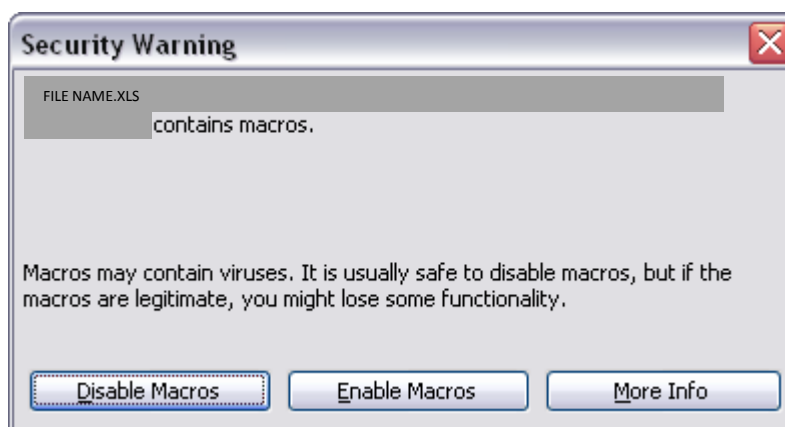 Security Warning
FILE NAME.XLS
contains macros.
Macros may contain viruses. It is usually safe to disable macros, but if the
macros are legitimate, you might lose some functionality.
Disable Macros Enable Macros More Info